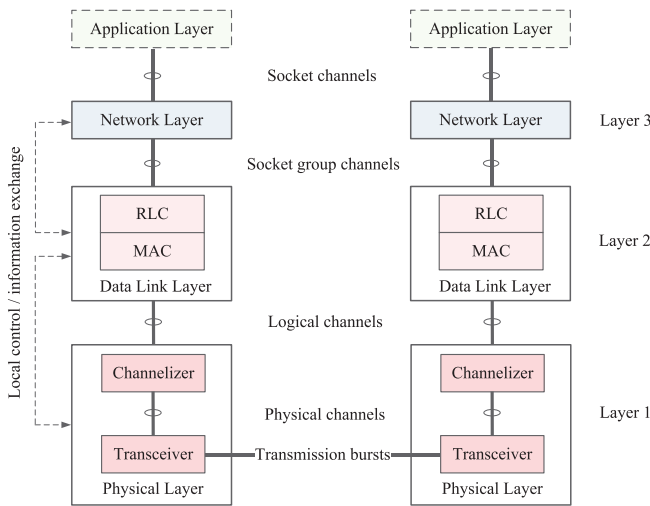 Application Layer
Application Layer
Socket channels
Network Layer
Network Layer
Layer 3
Socket group channels
Local control / information exchange
RLC
RLC
MAC
MAC
Layer 2
Data Link Layer
Data Link Layer
Logical channels
Channelizer
Channelizer
Physical channels
Layer 1
Transceiver
Transmission bursts
Transceiver
Physical Layer
Physical Layer